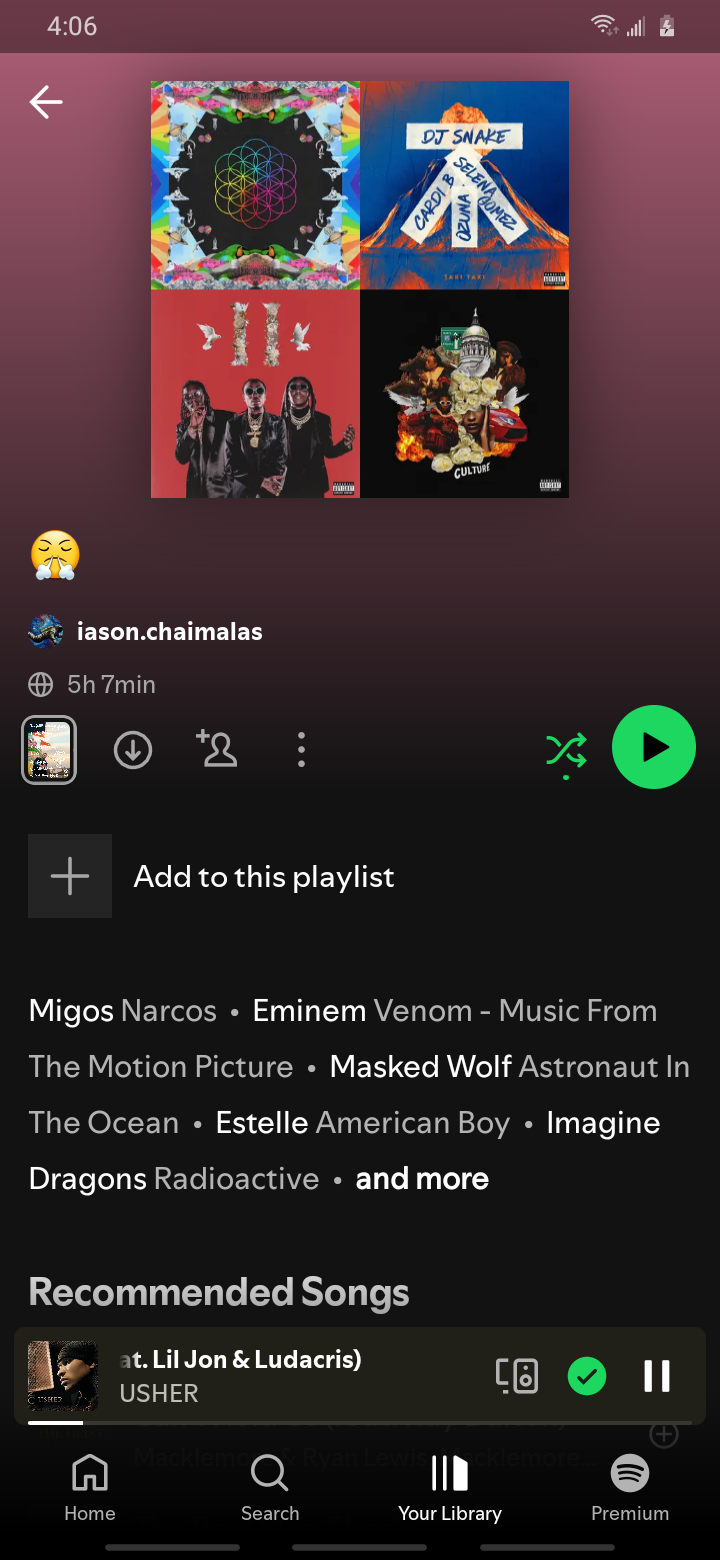 4:06
DJ SNAKE
SELENA GOMEZ
CARDI B
OZUNA
TAKI TAKI
CULTURE
😤
iason.chaimalas
5h 7min
Add to this playlist
Migos Narcos • Eminem Venom - Music From
The Motion Picture • Masked Wolf Astronaut In
The Ocean • Estelle American Boy • Imagine
Dragons Radioactive • and more
Recommended Songs
at. Lil Jon & Ludacris)
USHER
USHER
Macklemore & Ryan Lewis, Macklemore...
Home
Search
Your Library
Premium